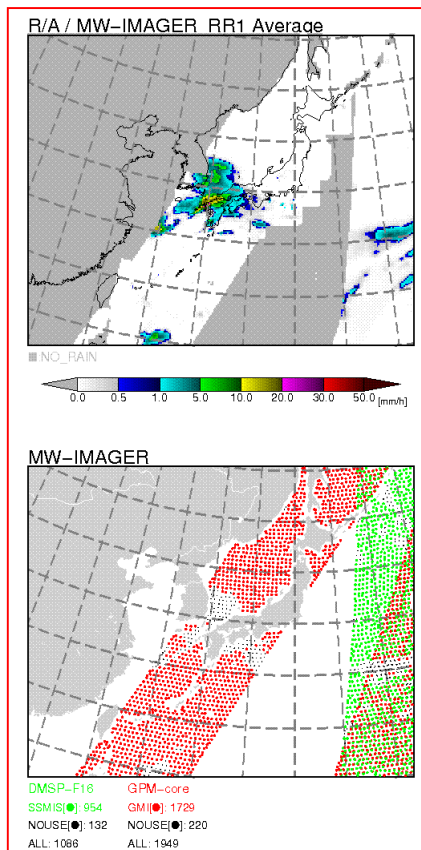 R/A / MW-IMAGER RR1 Average
NO_RAIN
0.0 0.5 1.0 5.0 10.0 20.0 30.0 50.0 [mm/h]
MW-IMAGER
DMSP-F16 GPM-core
SSMIS[●]: 954 GMI[●]: 1729
NOUSE[●]: 132 NOUSE[●]: 220
ALL: 1086 ALL: 1949